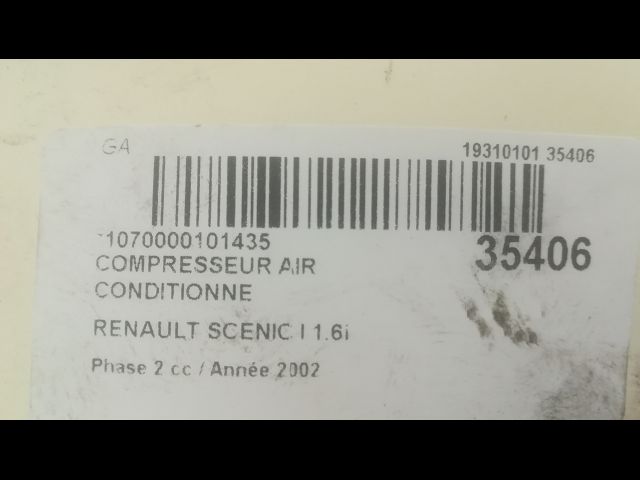 GA
19310101 35406
1070000101435
35406
COMPRESSEUR AIR
CONDITIONNE
RENAULT SCENIC I 1.6i
Phase 2 cc / Année 2002